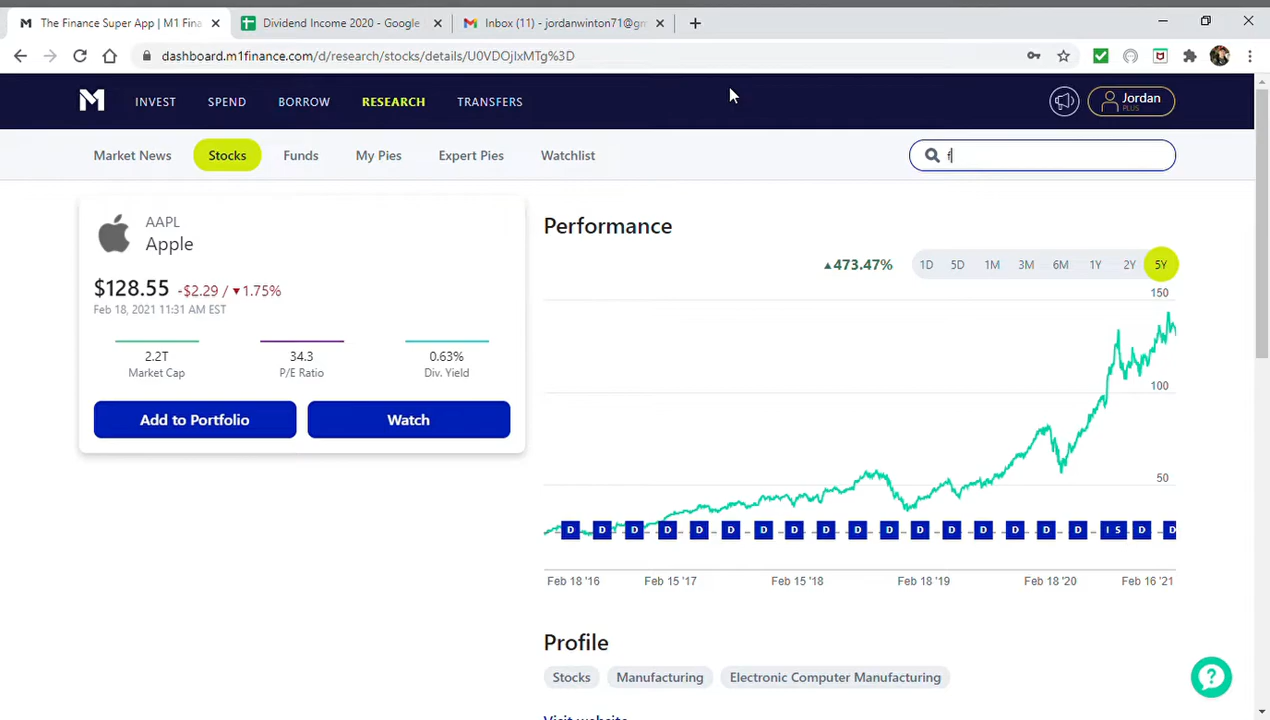 The Finance Super App | M1 Fina
Dividend Income 2020 - Google
Inbox (11) - jordanwinton71@gm
dashboard.m1finance.com/d/research/stocks/details/U0VDOjIxMTg%3D
INVEST
SPEND
BORROW
RESEARCH
TRANSFERS
Jordan
PLUS
Market News
Stocks
Funds
My Pies
Expert Pies
Watchlist
f
AAPL
Apple
$128.55 -$2.29 / ▼1.75%
Feb 18, 2021 11:31 AM EST
2.2T
Market Cap
34.3
P/E Ratio
0.63%
Div. Yield
Add to Portfolio
Watch
Performance
▲473.47%
1D 5D 1M 3M 6M 1Y 2Y 5Y
150
100
50
D D D D D D D D D D D D D D D D D I S D D
Feb 18 '16 Feb 15 '17 Feb 15 '18 Feb 18 '19 Feb 18 '20 Feb 16 '21
Profile
Stocks
Manufacturing
Electronic Computer Manufacturing
Visit website